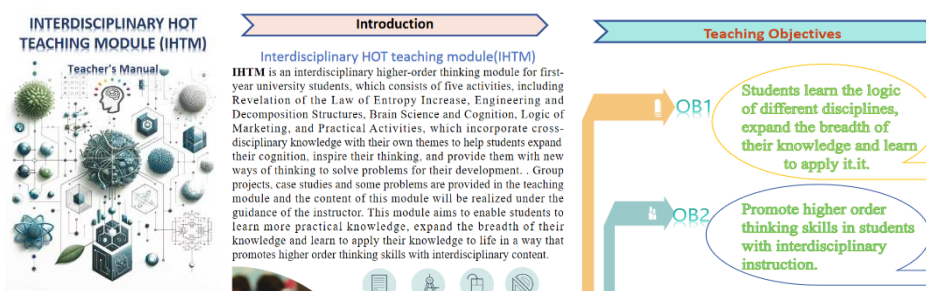 INTERDISCIPLINARY HOT
TEACHING MODULE (IHTM)
Teacher's Manual
Introduction
Interdisciplinary HOT teaching module(IHTM)
IHTM is an interdisciplinary higher-order thinking module for first-
year university students, which consists of five activities, including
Revelation of the Law of Entropy Increase, Engineering and
Decomposition Structures, Brain Science and Cognition, Logic of
Marketing, and Practical Activities, which incorporate cross-
disciplinary knowledge with their own themes to help students expand
their cognition, inspire their thinking, and provide them with new
ways of thinking to solve problems for their development. . Group
projects, case studies and some problems are provided in the teaching
module and the content of this module will be realized under the
guidance of the instructor. This module aims to enable students to
learn more practical knowledge, expand the breadth of their
knowledge and learn to apply their knowledge to life in a way that
promotes higher order thinking skills with interdisciplinary content.
Teaching Objectives
OB1
Students learn the logic
of different disciplines,
expand the breadth of
their knowledge and learn
to apply it.it.
OB2
Promote higher order
thinking skills in students
with interdisciplinary
instruction.